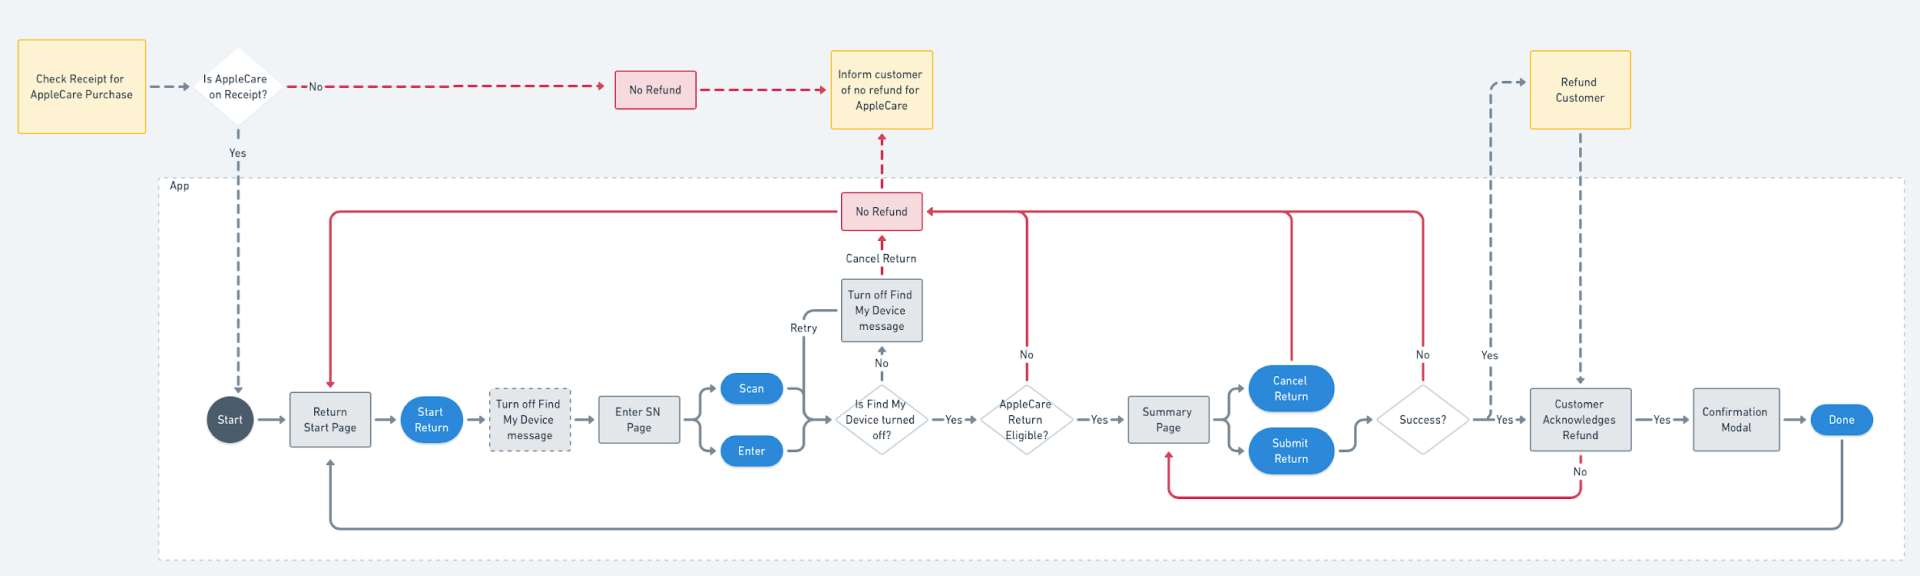 Check Receipt for
AppleCare Purchase
Is AppleCare
on Receipt?
No
No Refund
Inform customer
of no refund for
AppleCare
Refund
Customer
Yes
App
No Refund
Cancel Return
Turn off Find
My Device
message
Retry
No
No
No
Yes
Start
Return
Start Page
Start
Return
Turn off Find
My Device
message
Enter SN
Page
Scan
Enter
Is Find My
Device turned
off?
Yes
AppleCare
Return
Eligible?
Yes
Summary
Page
Cancel
Return
Submit
Return
Success?
Yes
Customer
Acknowledges
Refund
Yes
Confirmation
Modal
Done
No